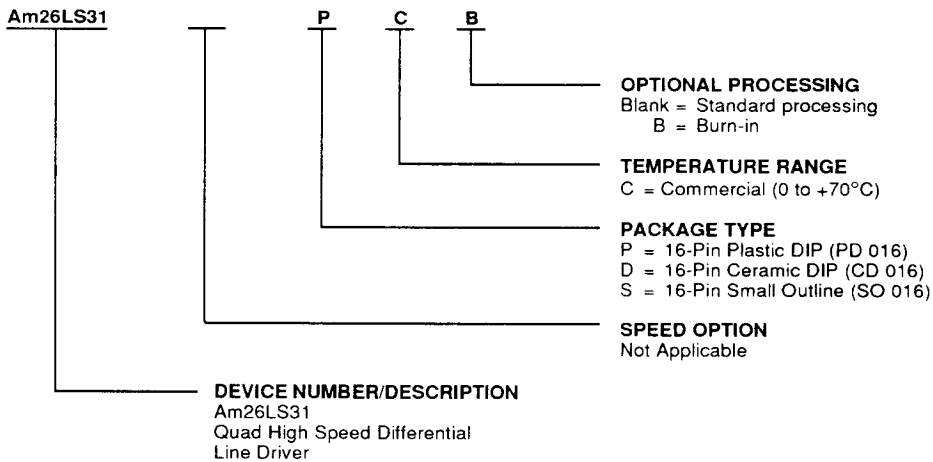 Am26LS31 P C B
OPTIONAL PROCESSING
Blank = Standard processing
B = Burn-in
TEMPERATURE RANGE
C = Commercial (0 to +70°C)
PACKAGE TYPE
P = 16-Pin Plastic DIP (PD 016)
D = 16-Pin Ceramic DIP (CD 016)
S = 16-Pin Small Outline (SO 016)
SPEED OPTION
Not Applicable
DEVICE NUMBER/DESCRIPTION
Am26LS31
Quad High Speed Differential
Line Driver